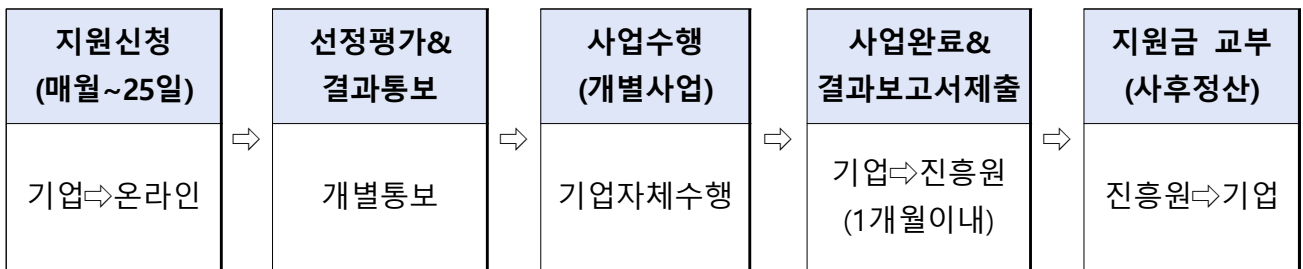 지원신청
(매월~25일)
기업⇨온라인
⇨
선정평가&
결과통보
개별통보
⇨
사업수행
(개별사업)
기업자체수행
⇨
사업완료&
결과보고서제출
기업⇨진흥원
(1개월이내)
⇨
지원금 교부
(사후정산)
진흥원⇨기업